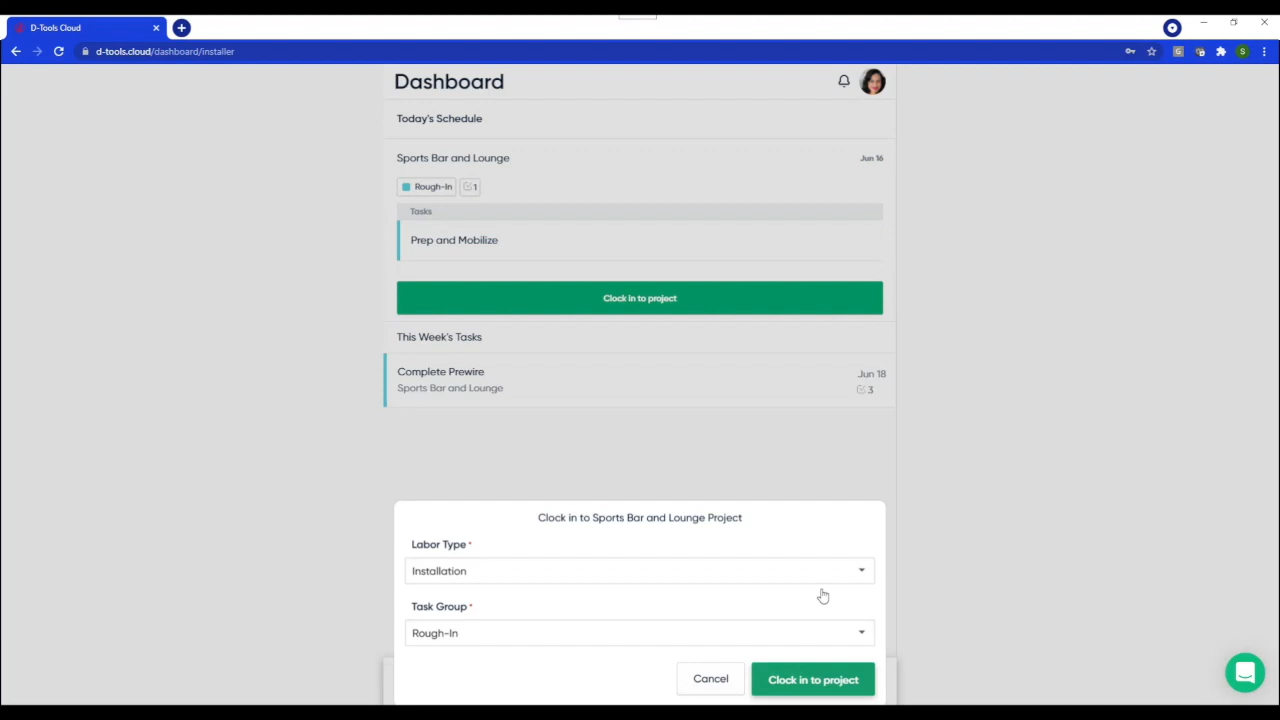 D-Tools Cloud
d-tools.cloud/dashboard/installer
G
S
Dashboard
Today's Schedule
Sports Bar and Lounge
Jun 16
Rough-In
1
Tasks
Prep and Mobilize
Clock in to project
This Week's Tasks
Complete Prewire
Jun 18
Sports Bar and Lounge
3
Clock in to Sports Bar and Lounge Project
Labor Type *
Installation
Task Group *
Rough-In
Cancel
Clock in to project